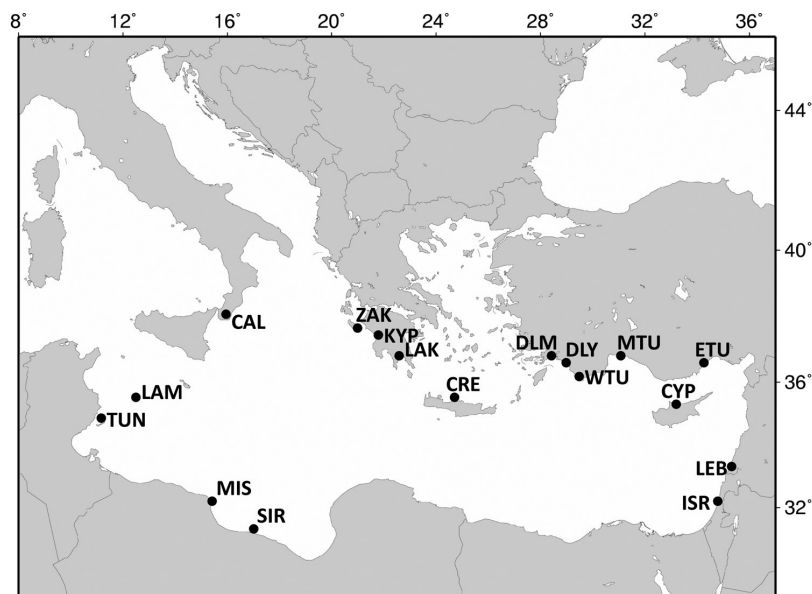 8˚ 12˚ 16˚ 20˚ 24˚ 28˚ 32˚ 36˚
44˚
40˚
CAL
ZAK
KYP
LAK
DLM
DLY
MTU
ETU
WTU
36˚
LAM
TUN
CRE
CYP
LEB
MIS
SIR
ISR
32˚